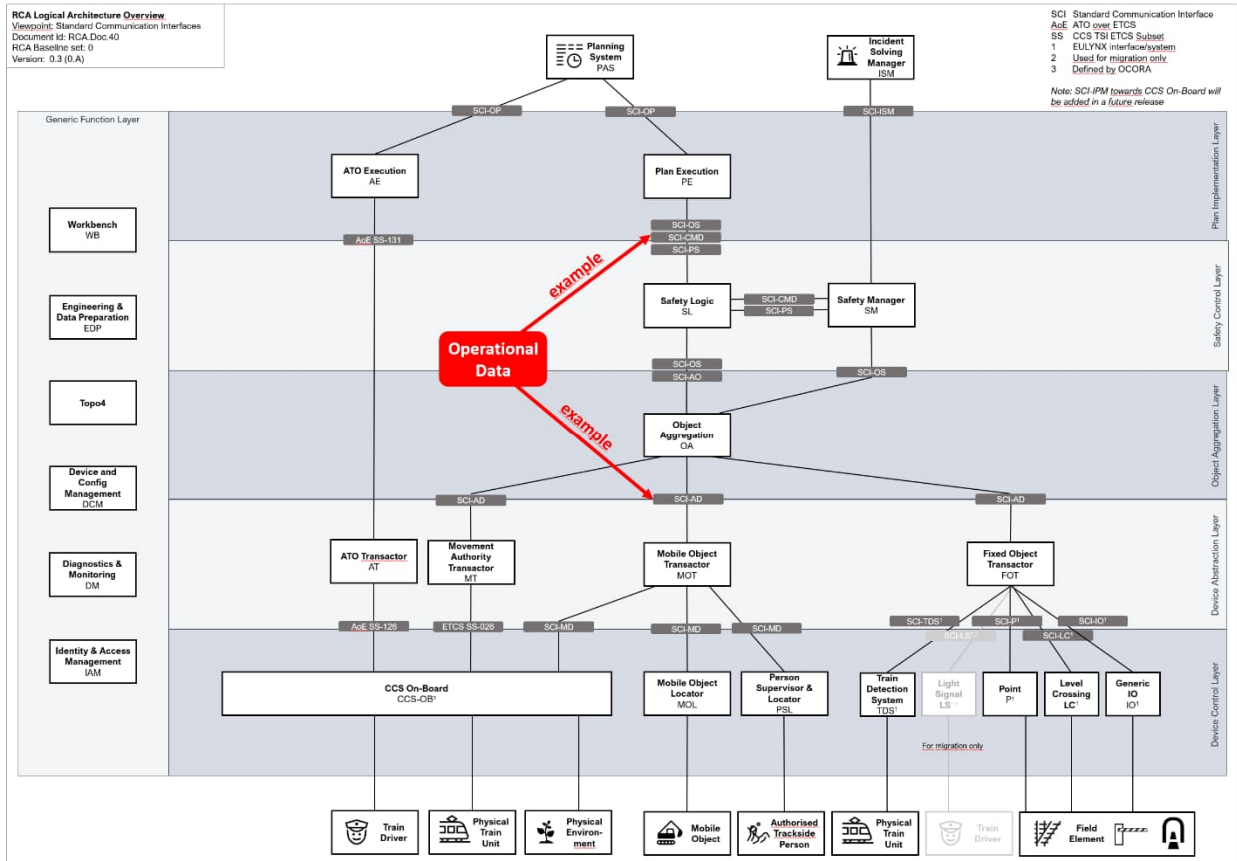 RCA Logical Architecture Overview
Viewpoint: Standard Communication Interfaces
Document id: RCA.Doc.40
RCA Baseline set: 0
Version: 0.3 (0.A)
SCI Standard Communication Interface
AoE ATO over ETCS
SS CCS TSI ETCS Subset
1 EULYNX interface/system
2 Used for migration only
3 Defined by OCORA
Note: SCI-IPM towards CCS On-Board will
be added in a future release
Planning
System
PAS
Incident
Solving
Manager
ISM
SCI-OP
SCI-OP
SCI-ISM
Generic Function Layer
Plan Implementation Layer
ATO Execution
AE
Plan Execution
PE
Workbench
WB
AoE SS-131
SCI-OS
SCI-CMD
SCI-PS
example
Safety Control Layer
Engineering &
Data Preparation
EDP
Safety Logic
SL
SCI-CMD
SCI-PS
Safety Manager
SM
Operational
Data
SCI-OS
SCI-AO
SCI-OS
Topo4
example
Object
Aggregation
OA
Object Aggregation Layer
Device and
Config
Management
DCM
SCI-AD
SCI-AD
SCI-AD
Diagnostics &
Monitoring
DM
ATO Transactor
AT
Movement
Authority
Transactor
MT
Mobile Object
Transactor
MOT
Fixed Object
Transactor
FOT
Device Abstraction Layer
AoE SS-126
ETCS SS-026
SCI-MD
SCI-MD
SCI-MD
SCI-TDS¹
SCI-LS¹,²
SCI-P¹
SCI-LC¹
SCI-IO¹
Identity & Access
Management
IAM
CCS On-Board
CCS-OB¹
Mobile Object
Locator
MOL
Person
Supervisor &
Locator
PSL
Train
Detection
System
TDS¹
Light
Signal
LS
Point
P¹
Level
Crossing
LC¹
Generic
IO
IO¹
Device Control Layer
For migration only
Train
Driver
Physical
Train Unit
Physical
Environ-
ment
Mobile
Object
Authorised
Trackside
Person
Physical
Train Unit
Train
Driver
Field
Element